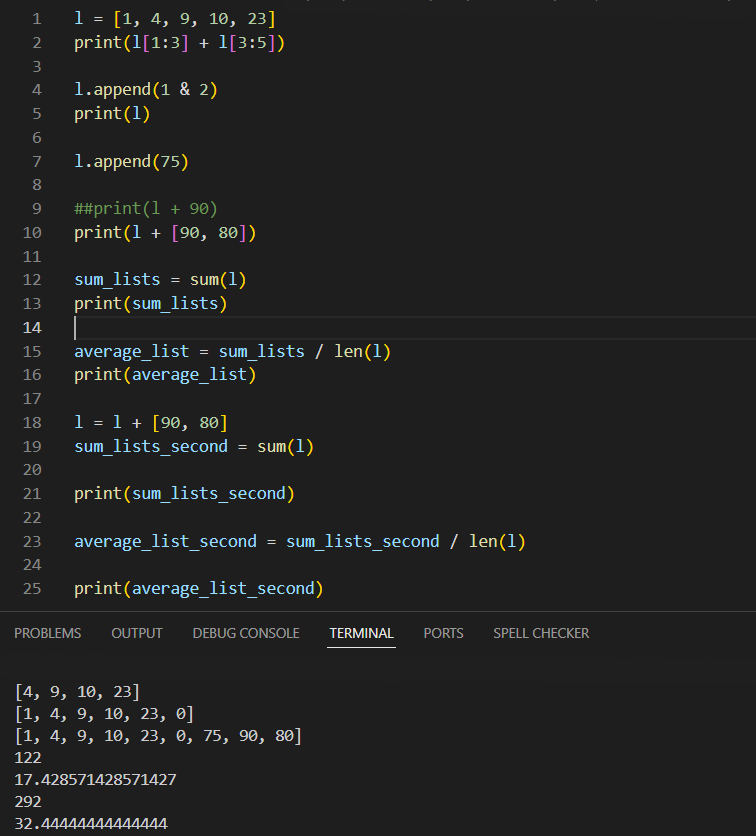 1 l = [1, 4, 9, 10, 23]
2 print(l[1:3] + l[3:5])
3
4 l.append(1 & 2)
5 print(l)
6
7 l.append(75)
8
9 ##print(l + 90)
10 print(l + [90, 80])
11
12 sum_lists = sum(l)
13 print(sum_lists)
14
15 average_list = sum_lists / len(l)
16 print(average_list)
17
18 l = l + [90, 80]
19 sum_lists_second = sum(l)
20
21 print(sum_lists_second)
22
23 average_list_second = sum_lists_second / len(l)
24
25 print(average_list_second)
PROBLEMS OUTPUT DEBUG CONSOLE TERMINAL PORTS SPELL CHECKER
[4, 9, 10, 23]
[1, 4, 9, 10, 23, 0]
[1, 4, 9, 10, 23, 0, 75, 90, 80]
122
17.428571428571427
292
32.44444444444444